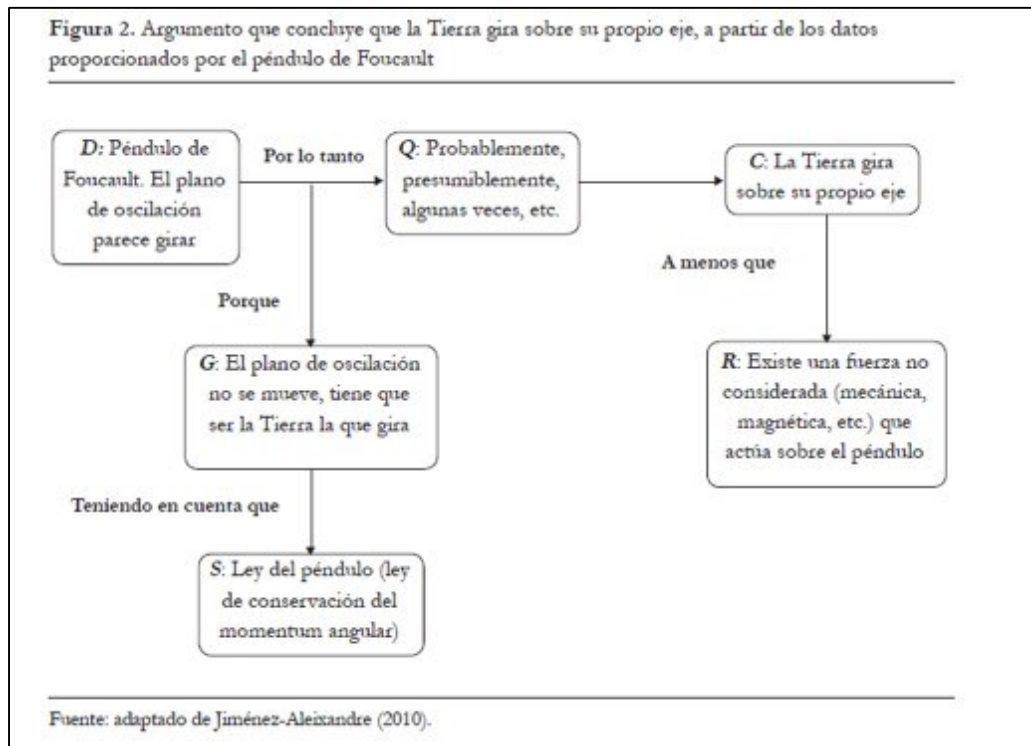 Figura 2. Argumento que concluye que la Tierra gira sobre su propio eje, a partir de los datos
proporcionados por el péndulo de Foucault
D: Péndulo de
Foucault. El plano
de oscilación
parece girar
Por lo tanto
Q: Probablemente,
presumiblemente,
algunas veces, etc.
C: La Tierra gira
sobre su propio eje
A menos que
Porque
G: El plano de oscilación
no se mueve, tiene que
ser la Tierra la que gira
R: Existe una fuerza no
considerada (mecánica,
magnética, etc.) que
actúa sobre el péndulo
Teniendo en cuenta que
S: Ley del péndulo (ley
de conservación del
momentum angular)
Fuente: adaptado de Jiménez-Aleixandre (2010).